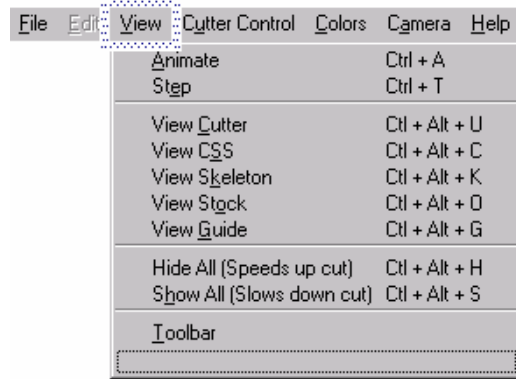 File Edit View Cutter Control Colors Camera Help
Animate Ctrl + A
Step Ctrl + T
View Cutter Ctl + Alt + U
View CSS Ctl + Alt + C
View Skeleton Ctl + Alt + K
View Stock Ctl + Alt + O
View Guide Ctl + Alt + G
Hide All (Speeds up cut) Ctl + Alt + H
Show All (Slows down cut) Ctl + Alt + S
Toolbar